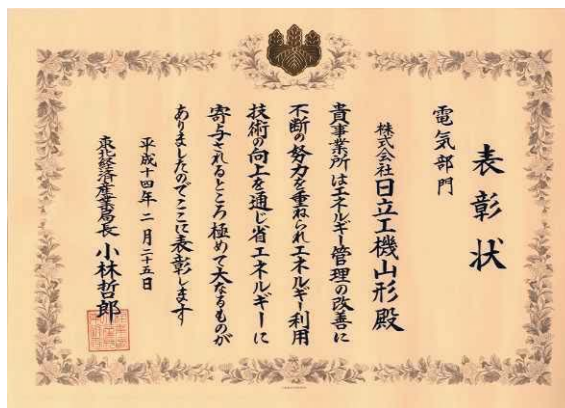 表彰状
電気部門
株式会社日立工機山形殿
貴事業所はエネルギー管理の改善に
不断の努力を重ねられエネルギー利用
技術の向上を通じ省エネルギーに
寄与されるところ極めて大なるものが
ありましたのでここに表彰します
平成十四年二月二十五日
東北経済産業局長 小林哲郎